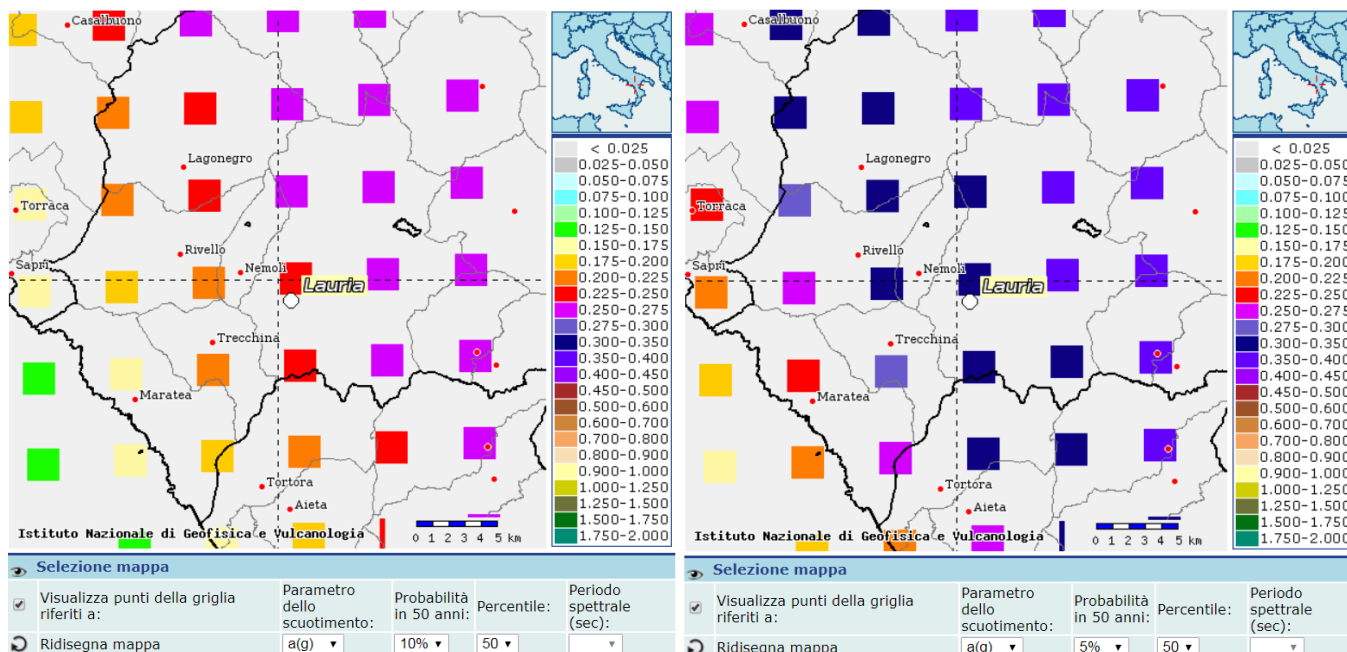 Casalbuono
Lagonegro
Torraca
Rivello
Sapri
Nemoli
Lauria
Trecchina
Maratea
Tortora
Aieta
Istituto Nazionale di Geofisica e Vulcanologia
0 1 2 3 4 5 km
< 0.025
0.025-0.050
0.050-0.075
0.075-0.100
0.100-0.125
0.125-0.150
0.150-0.175
0.175-0.200
0.200-0.225
0.225-0.250
0.250-0.275
0.275-0.300
0.300-0.350
0.350-0.400
0.400-0.450
0.450-0.500
0.500-0.600
0.600-0.700
0.700-0.800
0.800-0.900
0.900-1.000
1.000-1.250
1.250-1.500
1.500-1.750
1.750-2.000
Selezione mappa
Visualizza punti della griglia
riferiti a:
Parametro
dello
scuotimento:
Probabilità
in 50 anni:
Percentile:
Periodo
spettrale
(sec):
Ridisegna mappa
a(g)
10%
50
Casalbuono
Lagonegro
Torraca
Rivello
Sapri
Nemoli
Lauria
Trecchina
Maratea
Tortora
Aieta
Istituto Nazionale di Geofisica e Vulcanologia
0 1 2 3 4 5 km
< 0.025
0.025-0.050
0.050-0.075
0.075-0.100
0.100-0.125
0.125-0.150
0.150-0.175
0.175-0.200
0.200-0.225
0.225-0.250
0.250-0.275
0.275-0.300
0.300-0.350
0.350-0.400
0.400-0.450
0.450-0.500
0.500-0.600
0.600-0.700
0.700-0.800
0.800-0.900
0.900-1.000
1.000-1.250
1.250-1.500
1.500-1.750
1.750-2.000
Selezione mappa
Visualizza punti della griglia
riferiti a:
Parametro
dello
scuotimento:
Probabilità
in 50 anni:
Percentile:
Periodo
spettrale
(sec):
Ridisegna mappa
a(g)
5%
50